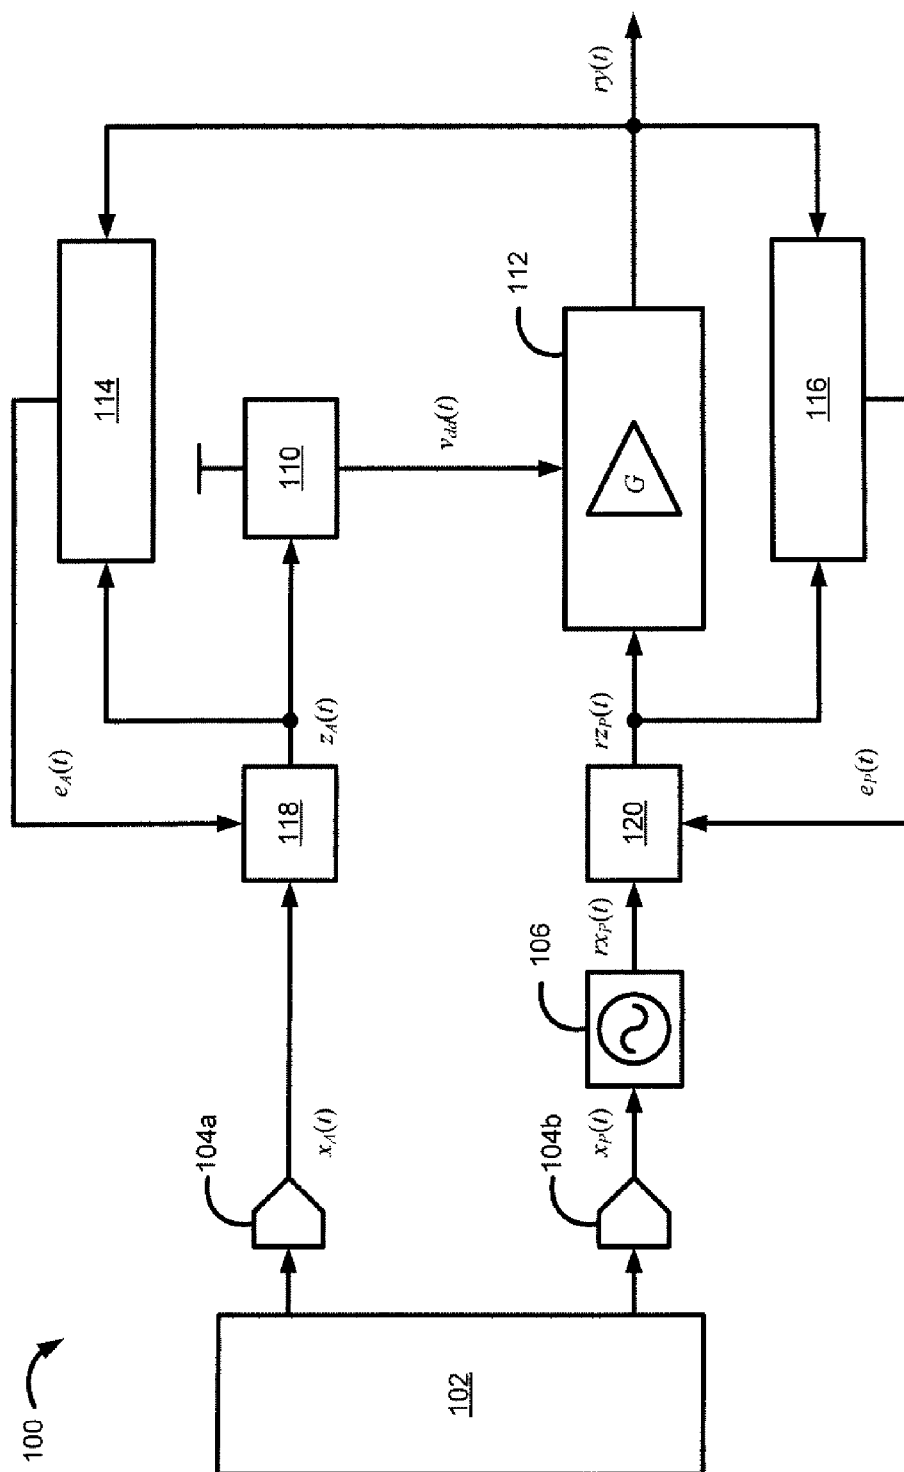 100
102
104a
x_A(t)
104b
x_P(t)
106
rx_P(t)
118
e_A(t)
z_A(t)
120
rz_P(t)
e_P(t)
114
110
v_dd(t)
112
G
116
ry(t)